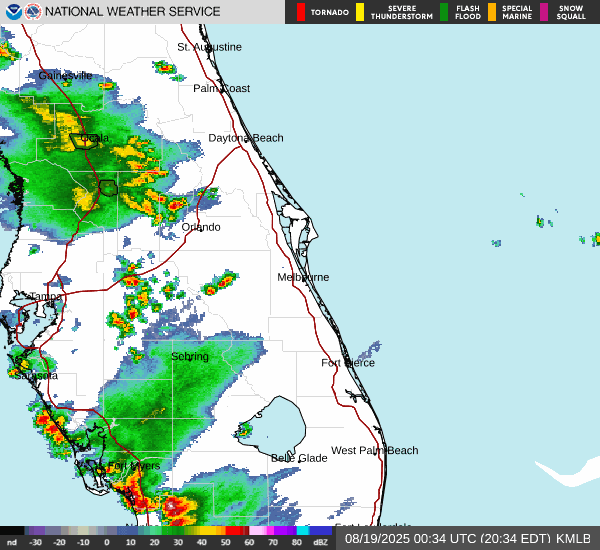 NATIONAL WEATHER SERVICE
TORNADO
SEVERE THUNDERSTORM
FLASH FLOOD
SPECIAL MARINE
SNOW SQUALL
St. Augustine
Gainesville
Palm Coast
Ocala
Daytona Beach
Orlando
Melbourne
Tampa
Sebring
Fort Pierce
Sarasota
West Palm Beach
Belle Glade
Fort Myers
nd -30 -20 -10 0 10 20 30 40 50 60 70 80 dBZ
08/19/2025 00:34 UTC (20:34 EDT) KMLB